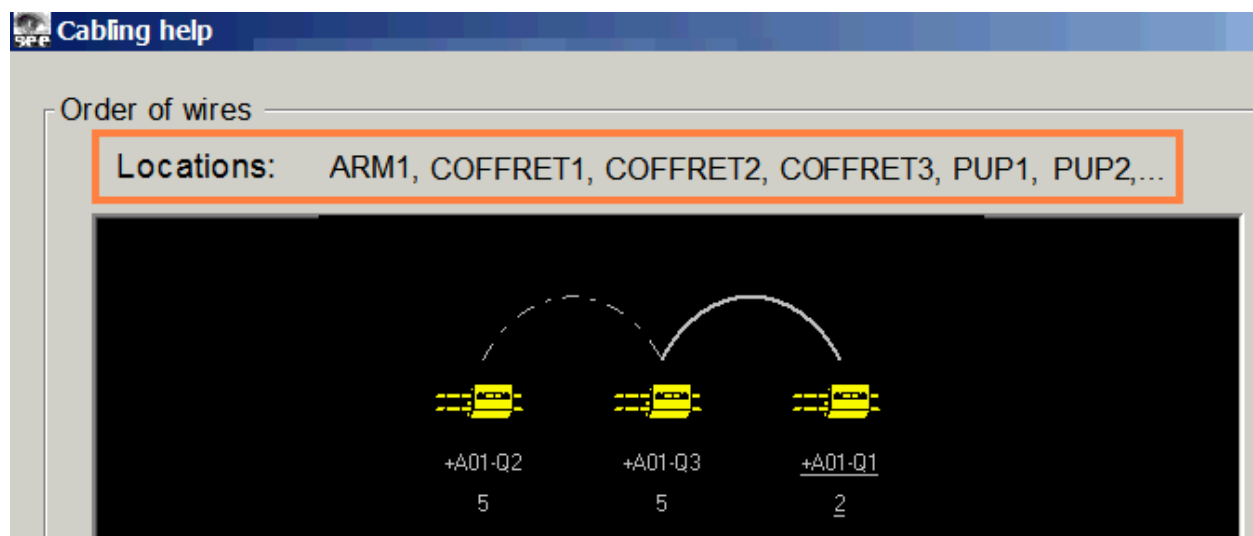 see Cabling help
Order of wires
Locations: ARM1, COFFRET1, COFFRET2, COFFRET3, PUP1, PUP2,...
+A01-Q2 +A01-Q3 +A01-Q1
5 5 2